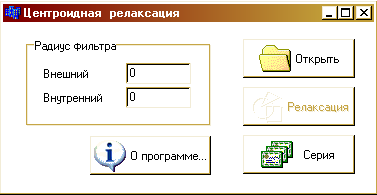 Центроидная релаксация
Радиус фильтра
Внешний 0
Внутренний 0
О программе...
Открыть
Релаксация
Серия